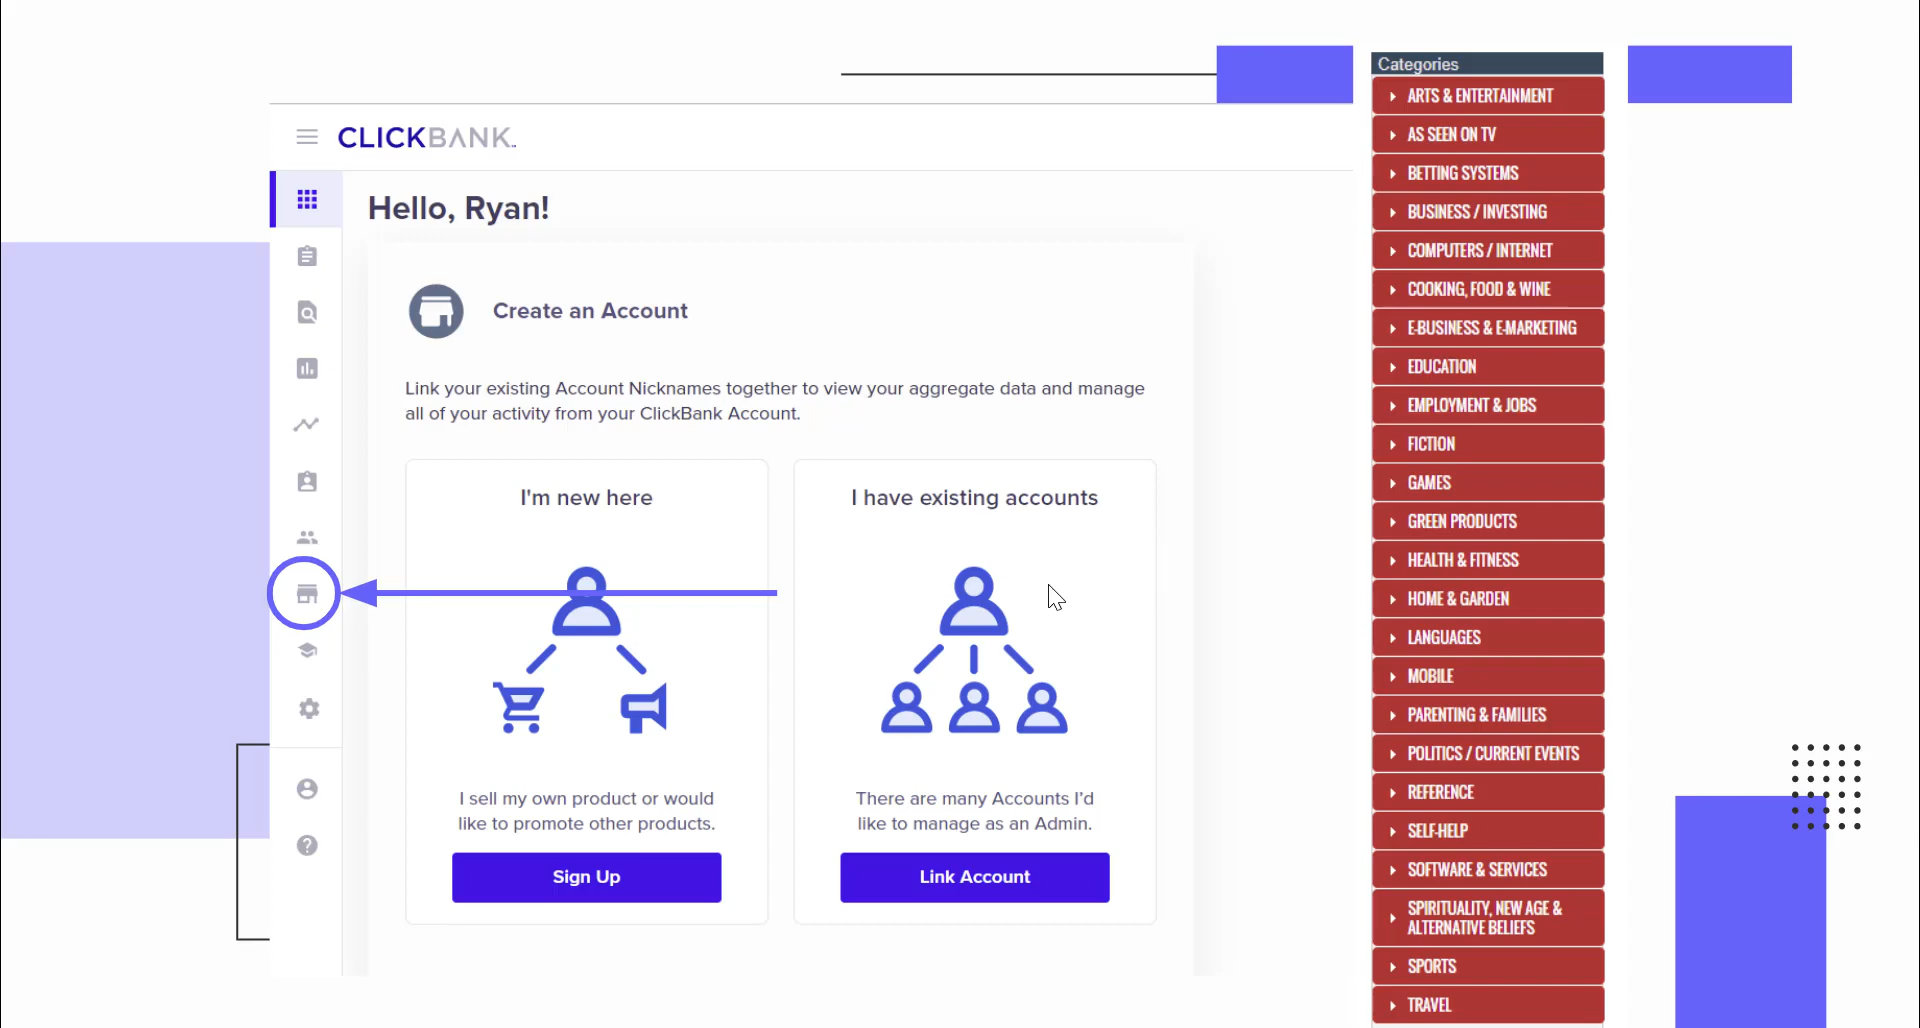 CLICKBANK
Hello, Ryan!
Create an Account
Link your existing Account Nicknames together to view your aggregate data and manage
all of your activity from your ClickBank Account.
I'm new here
I sell my own product or would
like to promote other products.
Sign Up
I have existing accounts
There are many Accounts I’d
like to manage as an Admin.
Link Account
Categories
ARTS & ENTERTAINMENT
AS SEEN ON TV
BETTING SYSTEMS
BUSINESS / INVESTING
COMPUTERS / INTERNET
COOKING, FOOD & WINE
E-BUSINESS & E-MARKETING
EDUCATION
EMPLOYMENT & JOBS
FICTION
GAMES
GREEN PRODUCTS
HEALTH & FITNESS
HOME & GARDEN
LANGUAGES
MOBILE
PARENTING & FAMILIES
POLITICS / CURRENT EVENTS
REFERENCE
SELF-HELP
SOFTWARE & SERVICES
SPIRITUALITY, NEW AGE &
ALTERNATIVE BELIEFS
SPORTS
TRAVEL